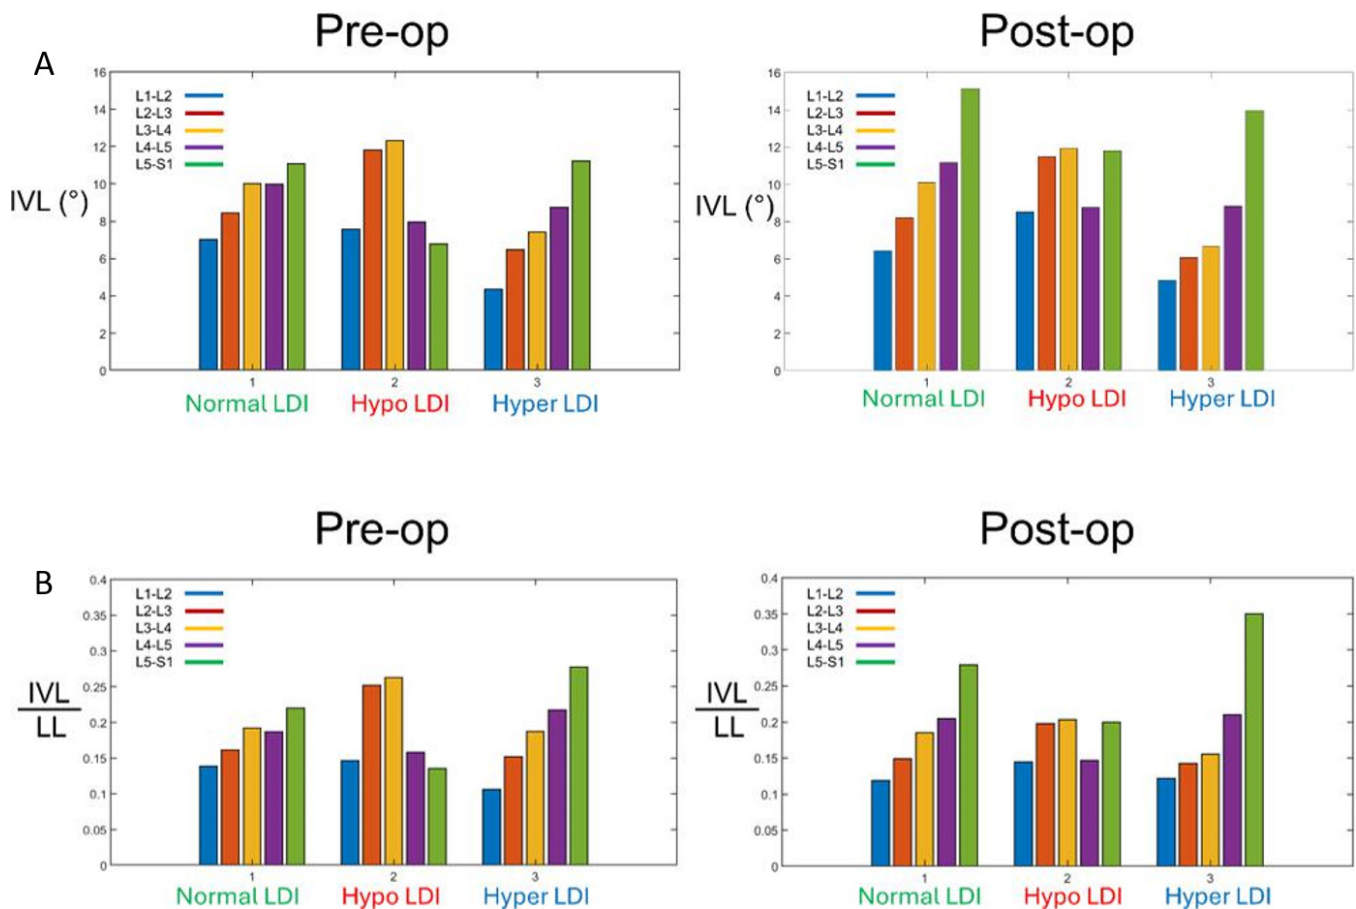 Pre-op
Post-op
A
16
14
12
10
8
6
4
2
0
L1-L2
L2-L3
L3-L4
L4-L5
L5-S1
IVL (°)
1
2
3
Normal LDI
Hypo LDI
Hyper LDI
16
14
12
10
8
6
4
2
0
L1-L2
L2-L3
L3-L4
L4-L5
L5-S1
IVL (°)
1
2
3
Normal LDI
Hypo LDI
Hyper LDI
Pre-op
Post-op
B
0.4
0.35
0.3
0.25
0.2
0.15
0.1
0.05
0
L1-L2
L2-L3
L3-L4
L4-L5
L5-S1
IVL
LL
1
2
3
Normal LDI
Hypo LDI
Hyper LDI
0.4
0.35
0.3
0.25
0.2
0.15
0.1
0.05
0
L1-L2
L2-L3
L3-L4
L4-L5
L5-S1
IVL
LL
1
2
3
Normal LDI
Hypo LDI
Hyper LDI